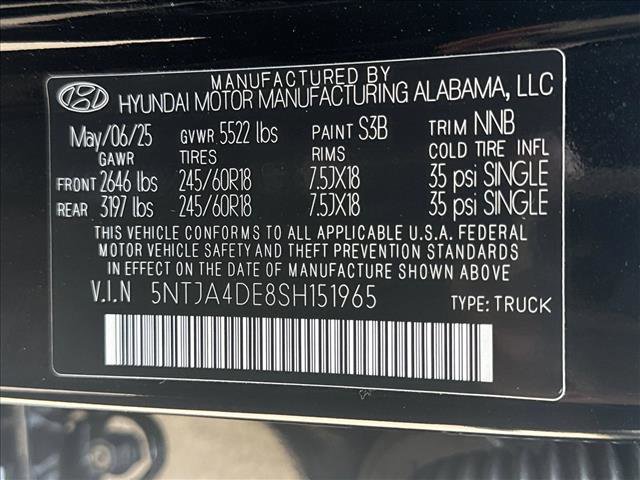 MANUFACTURED BY
HYUNDAI MOTOR MANUFACTURING ALABAMA, LLC
May/06/25 GVWR 5522 lbs PAINT S3B TRIM NNB
GAWR TIRES RIMS COLD TIRE INFL
FRONT 2646 lbs 245/60R18 7.5JX18 35 psi SINGLE
REAR 3197 lbs 245/60R18 7.5JX18 35 psi SINGLE
THIS VEHICLE CONFORMS TO ALL APPLICABLE U.S.A. FEDERAL
MOTOR VEHICLE SAFETY AND THEFT PREVENTION STANDARDS
IN EFFECT ON THE DATE OF MANUFACTURE SHOWN ABOVE.
V.I.N 5NTJA4DE8SH151965 TYPE: TRUCK